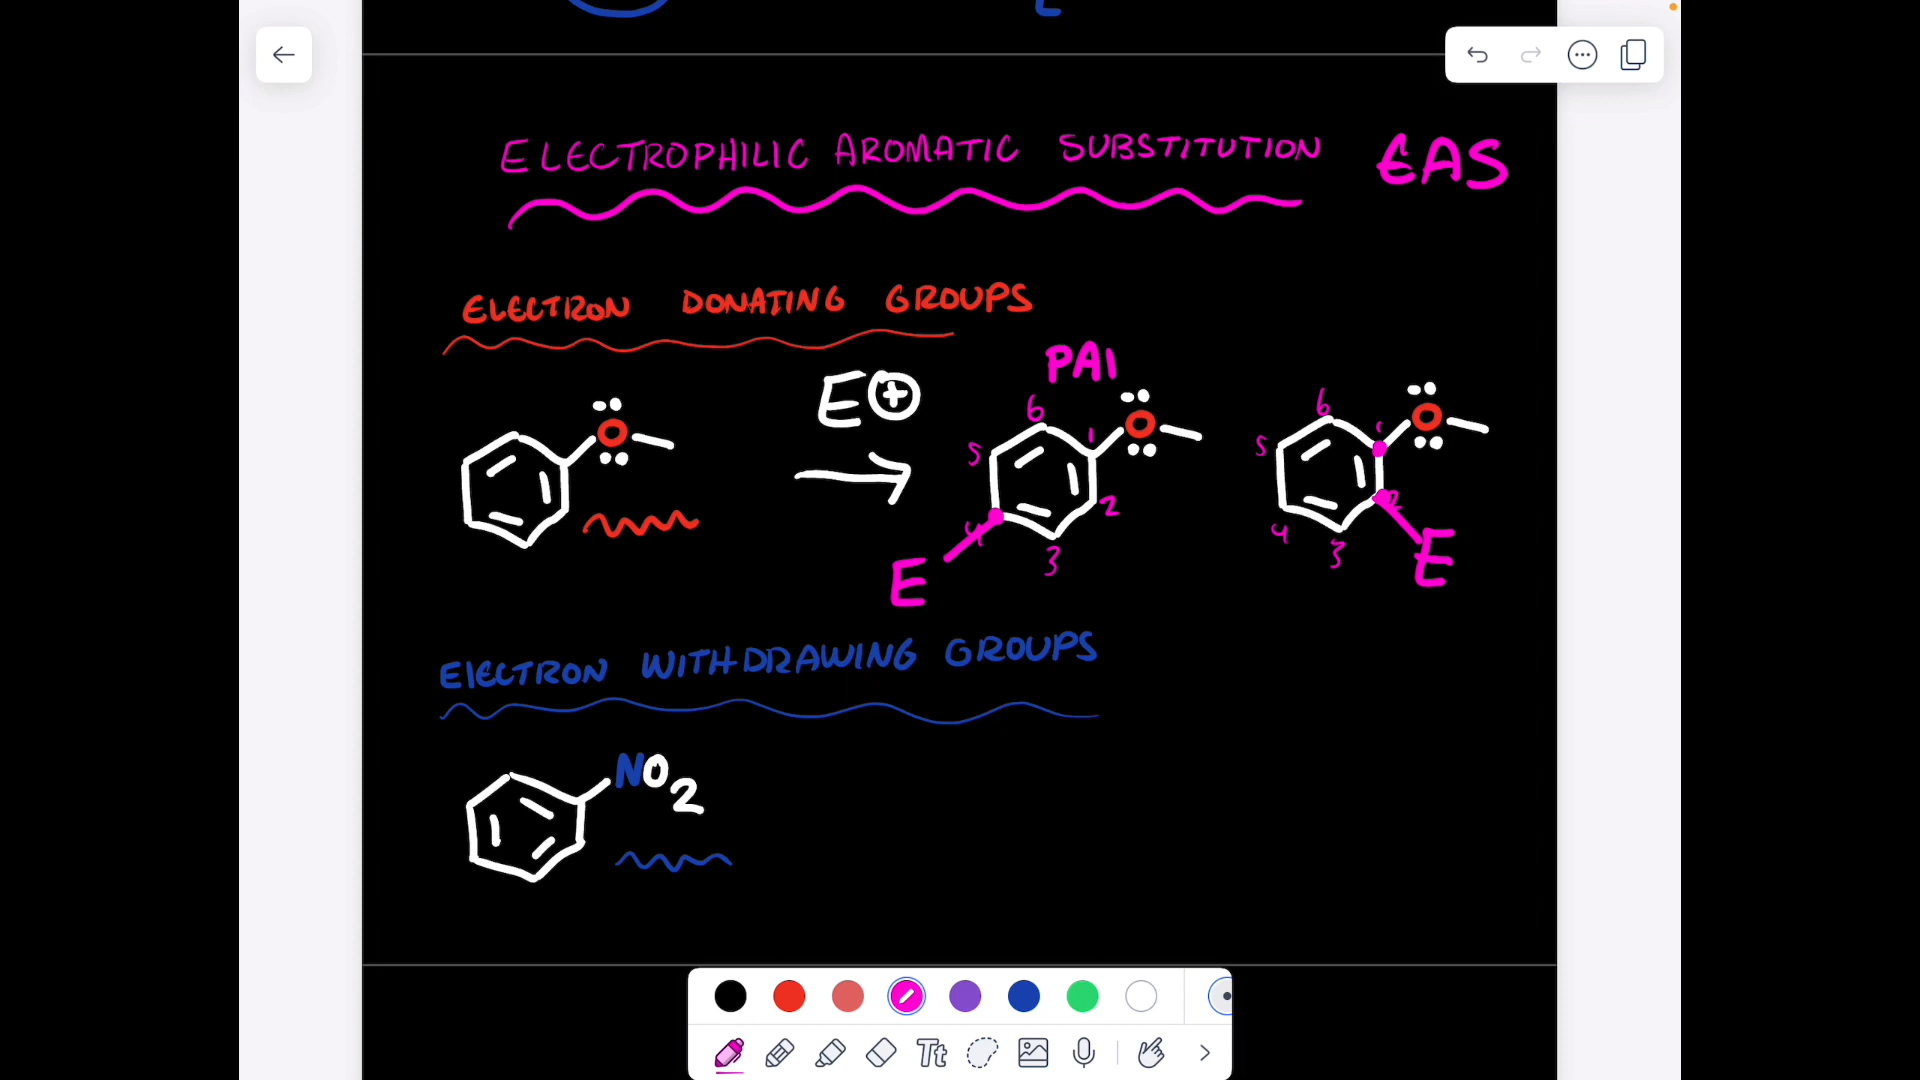 ELECTROPHILIC AROMATIC SUBSTITUTION EAS
ELECTRON DONATING GROUPS
E+
O
PAI
1
2
3
4
5
6
O
E
1
2
3
4
5
6
O
E
ElECTRON WITHDRAWING GROUPS
NO2
Tt